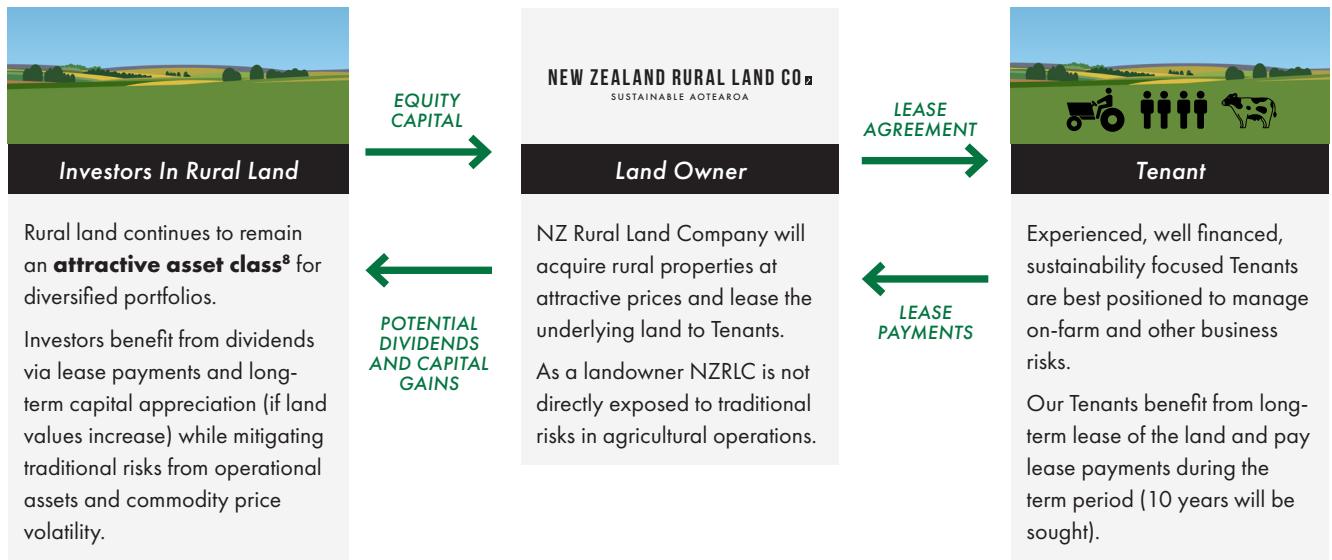 Investors In Rural Land
Rural land continues to remain
an attractive asset class⁸ for
diversified portfolios.
Investors benefit from dividends
via lease payments and long-
term capital appreciation (if land
values increase) while mitigating
traditional risks from operational
assets and commodity price
volatility.
EQUITY
CAPITAL
POTENTIAL
DIVIDENDS
AND CAPITAL
GAINS
NEW ZEALAND RURAL LAND CO
SUSTAINABLE AOTEAROA
Land Owner
NZ Rural Land Company will
acquire rural properties at
attractive prices and lease the
underlying land to Tenants.
As a landowner NZRLC is not
directly exposed to traditional
risks in agricultural operations.
LEASE
AGREEMENT
LEASE
PAYMENTS
Tenant
Experienced, well financed,
sustainability focused Tenants
are best positioned to manage
on-farm and other business
risks.
Our Tenants benefit from long-
term lease of the land and pay
lease payments during the
term period (10 years will be
sought).